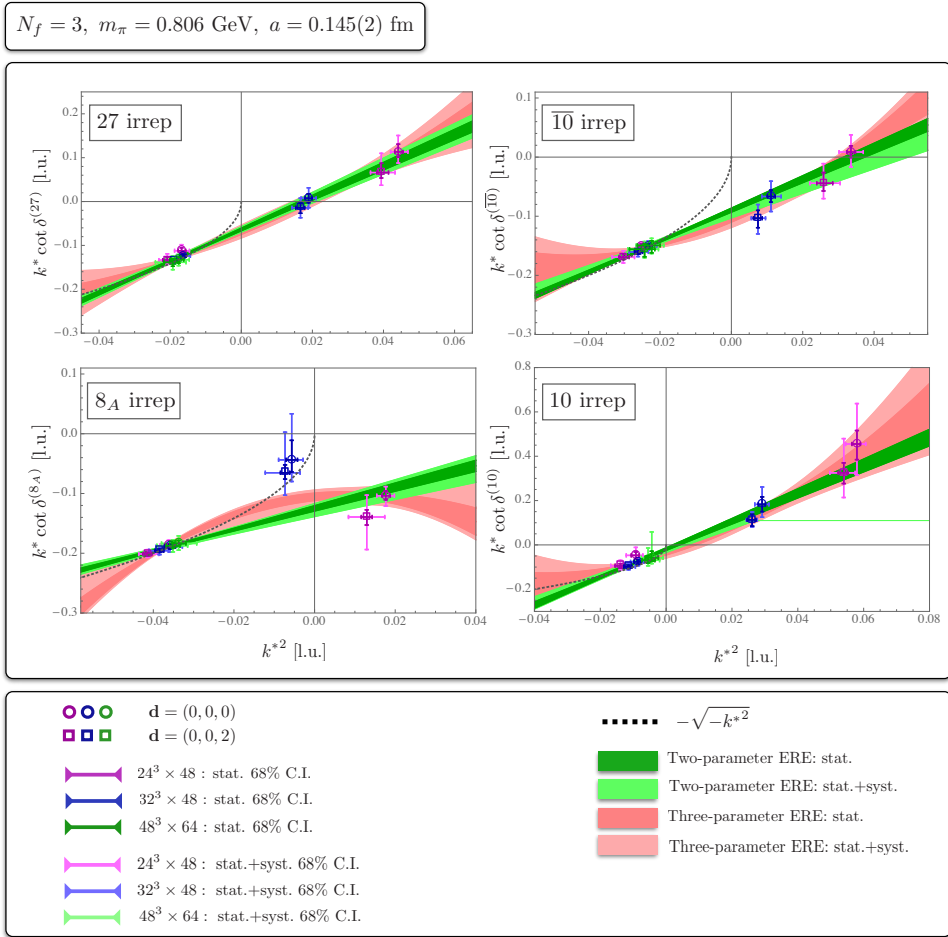 N_f = 3, m_π = 0.806 GeV, a = 0.145(2) fm
27 irrep
k* cot δ^(27) [l.u.]
0.2
0.1
0.0
−0.1
−0.2
−0.3
−0.04
−0.02
0.00
0.02
0.04
0.06
\overline{10} irrep
k* cot δ^(\overline{10}) [l.u.]
0.1
0.0
−0.1
−0.2
−0.3
−0.04
−0.02
0.00
0.02
0.04
8_A irrep
k* cot δ^(8_A) [l.u.]
0.1
0.0
−0.1
−0.2
−0.3
−0.04
−0.02
0.00
0.02
0.04
k*² [l.u.]
10 irrep
k* cot δ^(10) [l.u.]
0.8
0.6
0.4
0.2
0.0
−0.2
−0.04
−0.02
0.00
0.02
0.04
0.06
0.08
k*² [l.u.]
d = (0, 0, 0)
d = (0, 0, 2)
24³ × 48 : stat. 68% C.I.
32³ × 48 : stat. 68% C.I.
48³ × 64 : stat. 68% C.I.
24³ × 48 : stat.+syst. 68% C.I.
32³ × 48 : stat.+syst. 68% C.I.
48³ × 64 : stat.+syst. 68% C.I.
−√−k*²
Two-parameter ERE: stat.
Two-parameter ERE: stat.+syst.
Three-parameter ERE: stat.
Three-parameter ERE: stat.+syst.